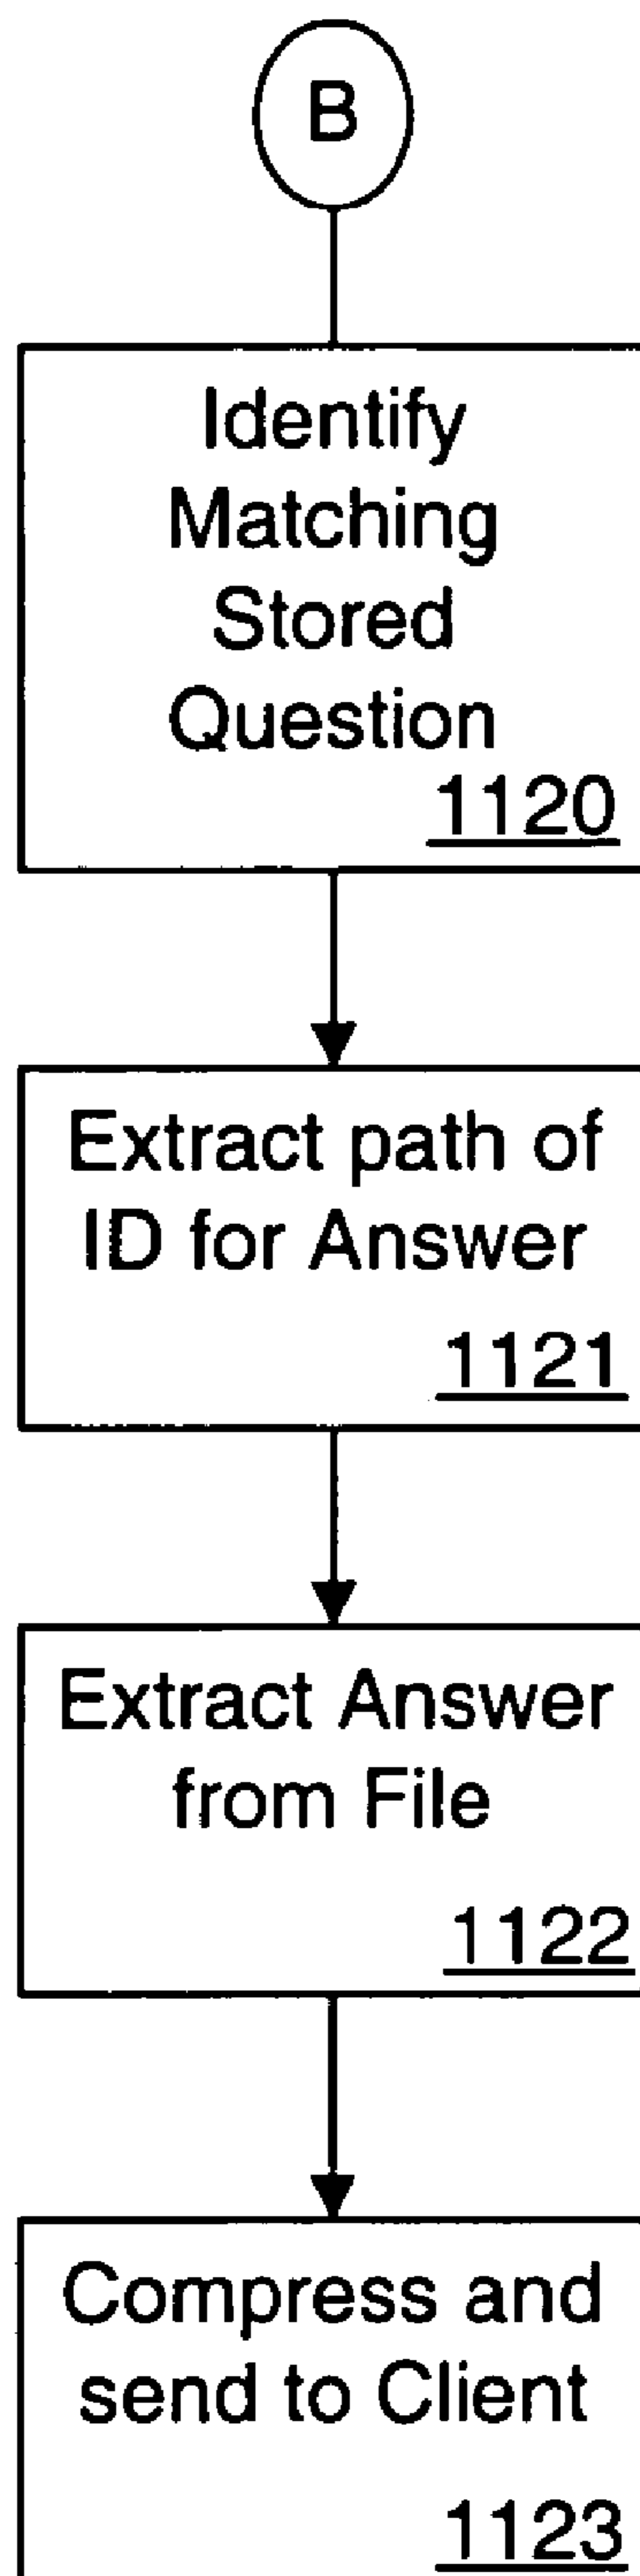 B
Identify
Matching
Stored
Question
1120
Extract path of
ID for Answer
1121
Extract Answer
from File
1122
Compress and
send to Client
1123